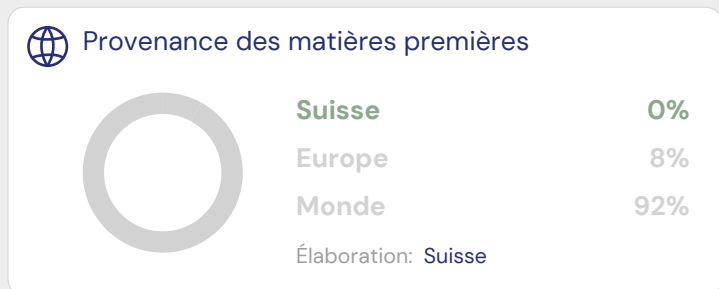 Provenance des matières premières
Suisse 0%
Europe 8%
Monde 92%
Élaboration: Suisse